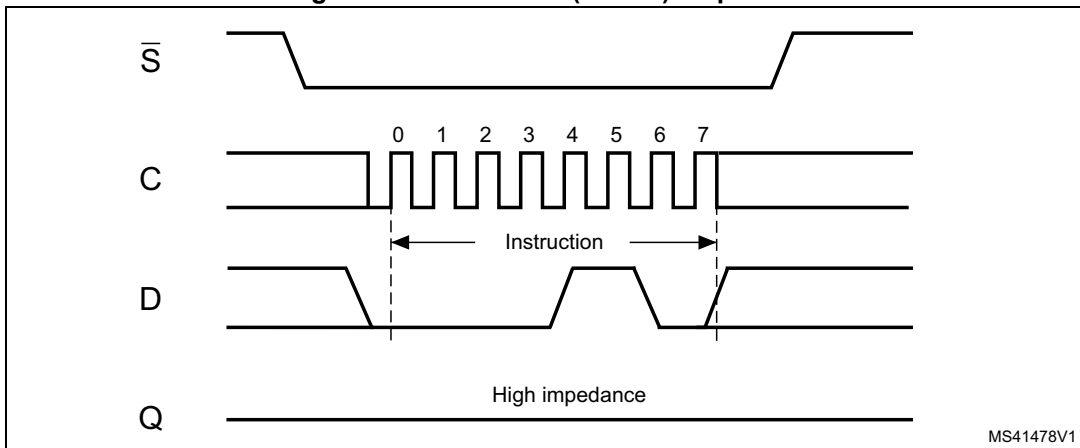 S̅
0 1 2 3 4 5 6 7
C
Instruction
D
High impedance
Q
MS41478V1